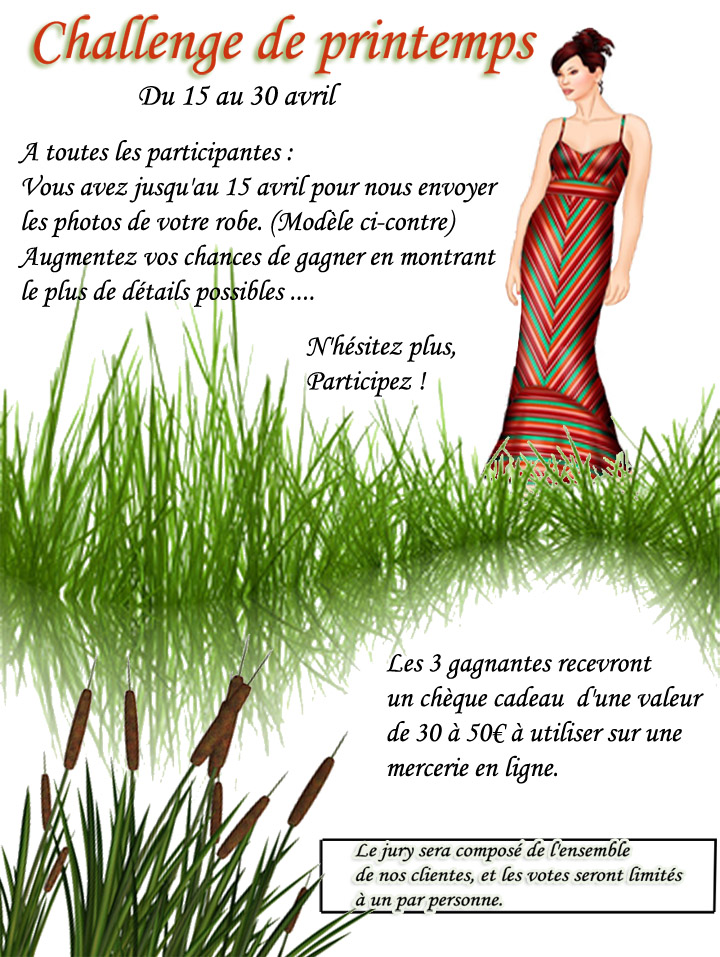 Challenge de printemps
Du 15 au 30 avril
A toutes les participantes :
Vous avez jusqu'au 15 avril pour nous envoyer
les photos de votre robe. (Modèle ci-contre)
Augmentez vos chances de gagner en montrant
le plus de détails possibles ....
N'hésitez plus,
Participez !
Les 3 gagnantes recevront
un chèque cadeau d'une valeur
de 30 à 50€ à utiliser sur une
mercerie en ligne.
Le jury sera composé de l'ensemble
de nos clientes, et les votes seront limités
à un par personne.